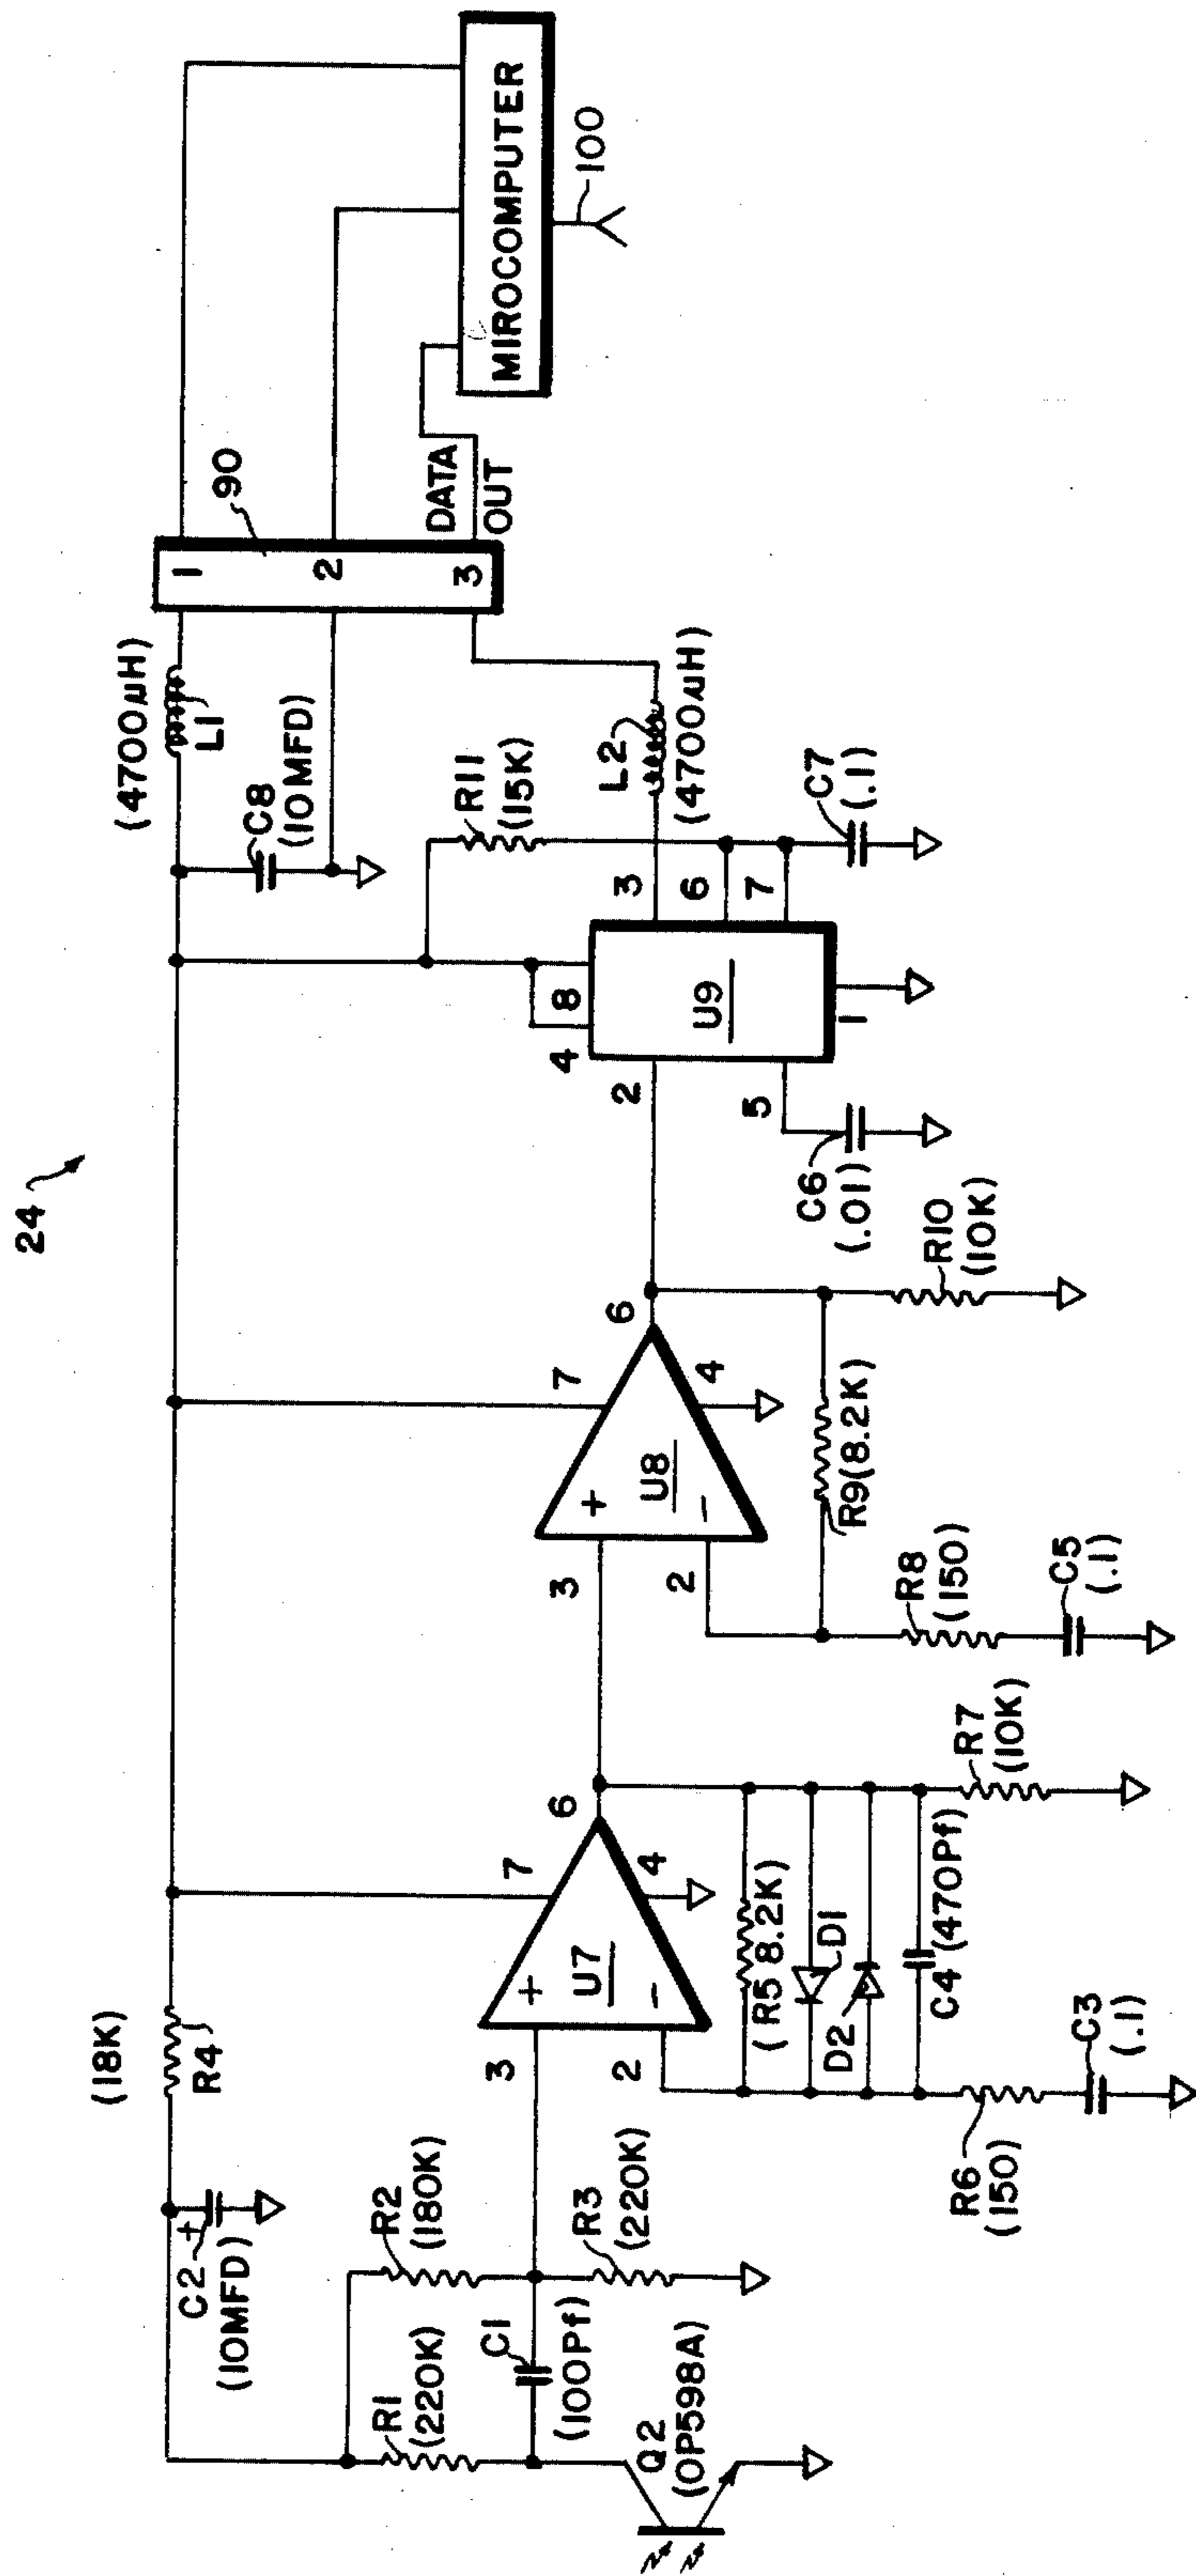 24
(18K)
R4
C2 +
(10MFD)
R2
(180K)
R1
(220K)
C1
(100Pf)
R3
(220K)
Q2
(OP598A)
3
2
+
-
U7
7
4
6
(R5 8.2K)
D1
D2
C4 (470Pf)
R6
(150)
C3
(.1)
R7
(10K)
3
2
+
-
U8
7
4
6
R9(8.2K)
R8
(150)
C5
(.1)
R10
(10K)
2
4
8
U9
5
1
3
6
7
C6
(.01)
C7
(.1)
R11
(15K)
L2
(4700µH)
C8
(10MFD)
(4700µH)
L1
90
1
2
3
DATA
OUT
MIROCOMPUTER
100